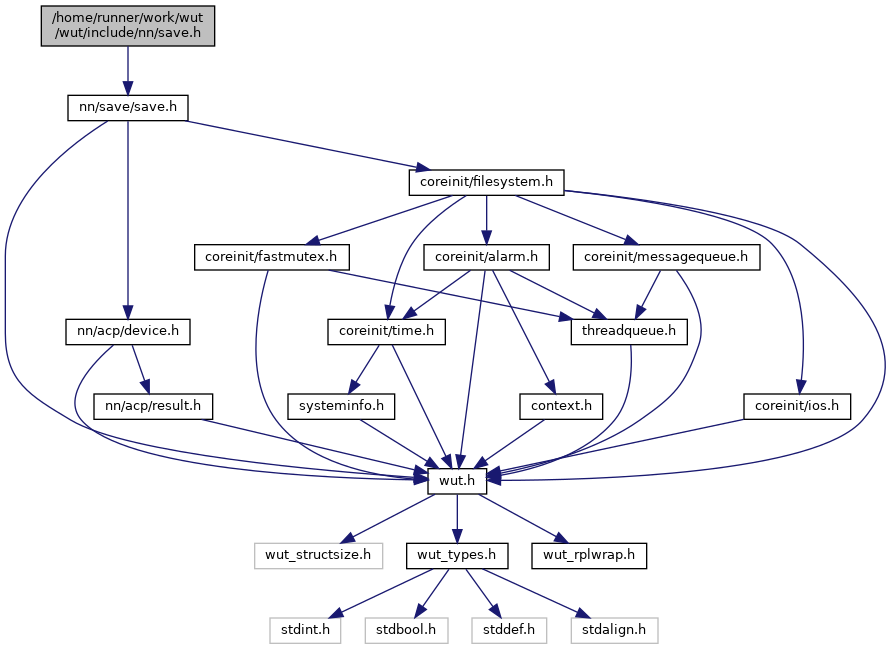 /home/runner/work/wut
/wut/include/nn/save.h
nn/save/save.h
coreinit/filesystem.h
coreinit/fastmutex.h
coreinit/alarm.h
coreinit/messagequeue.h
nn/acp/device.h
coreinit/time.h
threadqueue.h
nn/acp/result.h
systeminfo.h
context.h
coreinit/ios.h
wut.h
wut_structsize.h
wut_types.h
wut_rplwrap.h
stdint.h
stdbool.h
stddef.h
stdalign.h